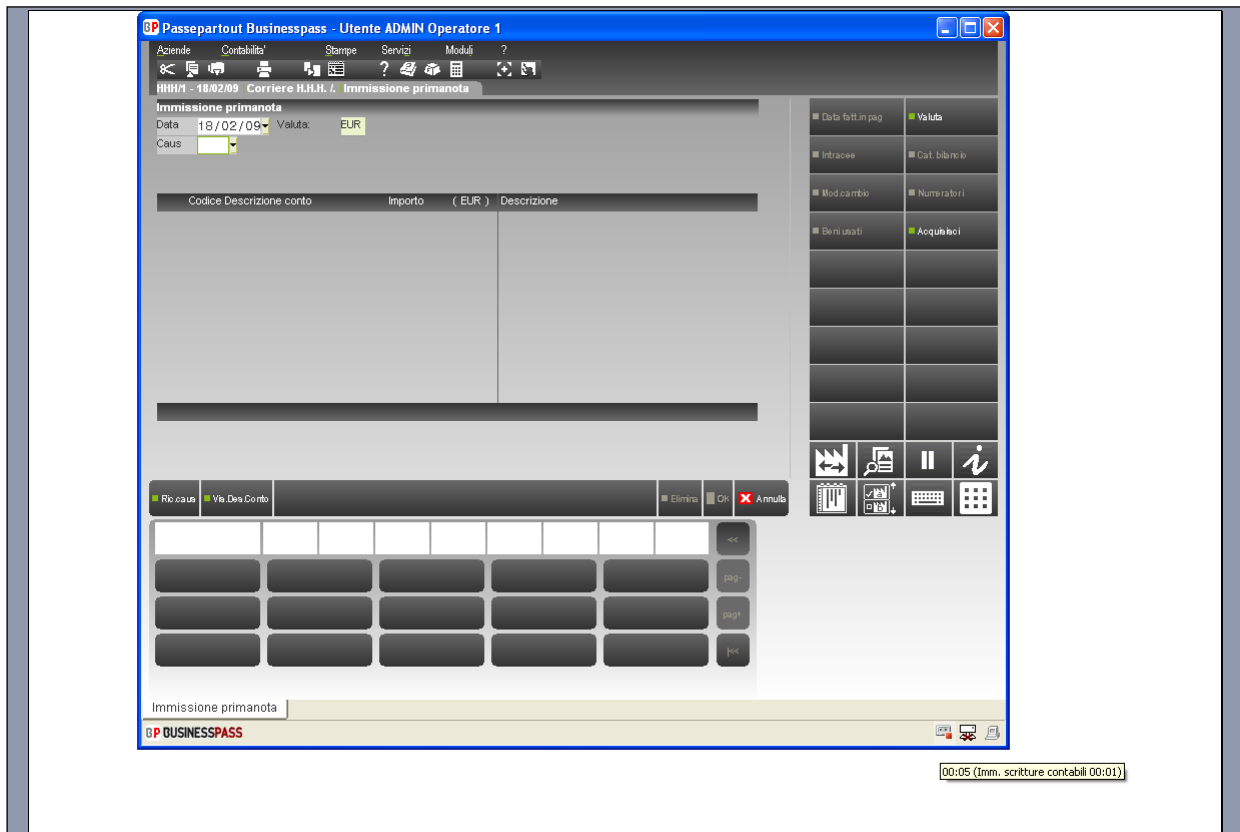 BP Passepartout Businesspass - Utente ADMIN Operatore 1
Aziende Contabilita' Stampe Servizi Moduli ?
HHH/1 - 18/02/09 Corriere H.H.H. /. Immissione primanota
Immissione primanota
Data 18/02/09 Valuta: EUR
Caus
Codice Descrizione conto Importo ( EUR ) Descrizione
Data fatt.in pag Valuta
Intracee Cat. bilancio
Mod.cambio Numeratori
Beni usati Acquisisci
Ric.caus Vis.Des.Conto Elimina OK Annulla
<<
pag-
pag+
|<<
Immissione primanota
BP BUSINESSPASS
00:05 (Imm. scritture contabili 00:01)